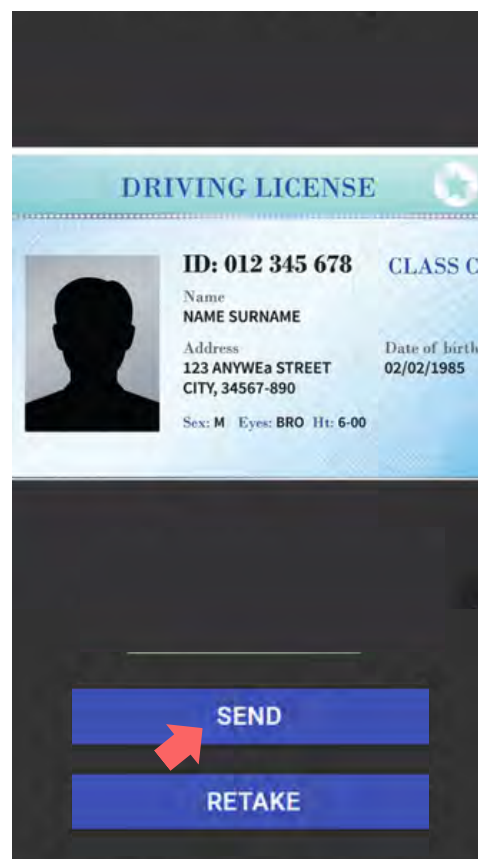 DRIVING LICENSE
ID: 012 345 678 CLASS C
Name
NAME SURNAME
Address Date of birth
123 ANYWEa STREET 02/02/1985
CITY, 34567-890
Sex: M Eyes: BRO Ht: 6-00
SEND
RETAKE